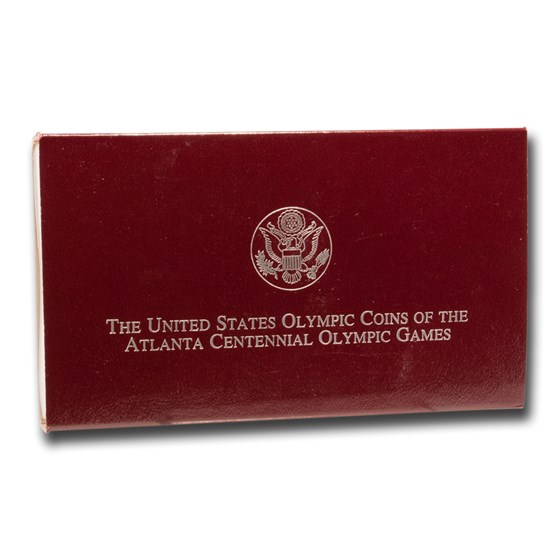 THE UNITED STATES OLYMPIC COINS OF THE
ATLANTA CENTENNIAL OLYMPIC GAMES